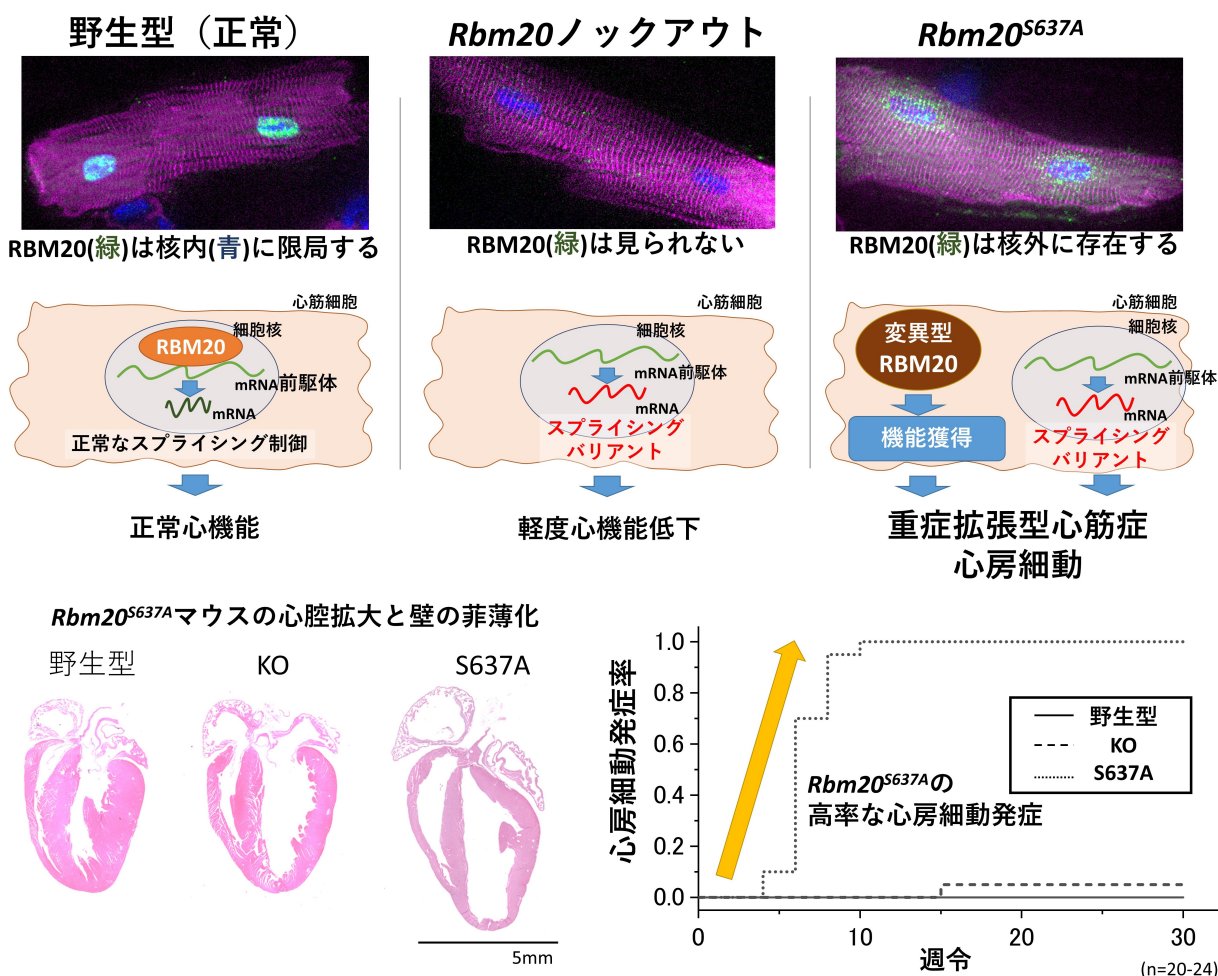 野生型（正常）
Rbm20ノックアウト
Rbm20S637A
RBM20(緑)は核内(青)に限局する
RBM20(緑)は見られない
RBM20(緑)は核外に存在する
心筋細胞
細胞核
RBM20
mRNA前駆体
mRNA
正常なスプライシング制御
正常心機能
心筋細胞
細胞核
mRNA前駆体
mRNA
スプライシング
バリアント
軽度心機能低下
心筋細胞
変異型
RBM20
機能獲得
細胞核
mRNA前駆体
mRNA
スプライシング
バリアント
重症拡張型心筋症
心房細動
Rbm20S637Aマウスの心腔拡大と壁の菲薄化
野生型
KO
S637A
5mm
心房細動発症率
1.0
0.8
0.6
0.4
0.2
0.0
野生型
KO
S637A
Rbm20S637Aの
高率な心房細動発症
0
10
20
30
週令
(n=20-24)